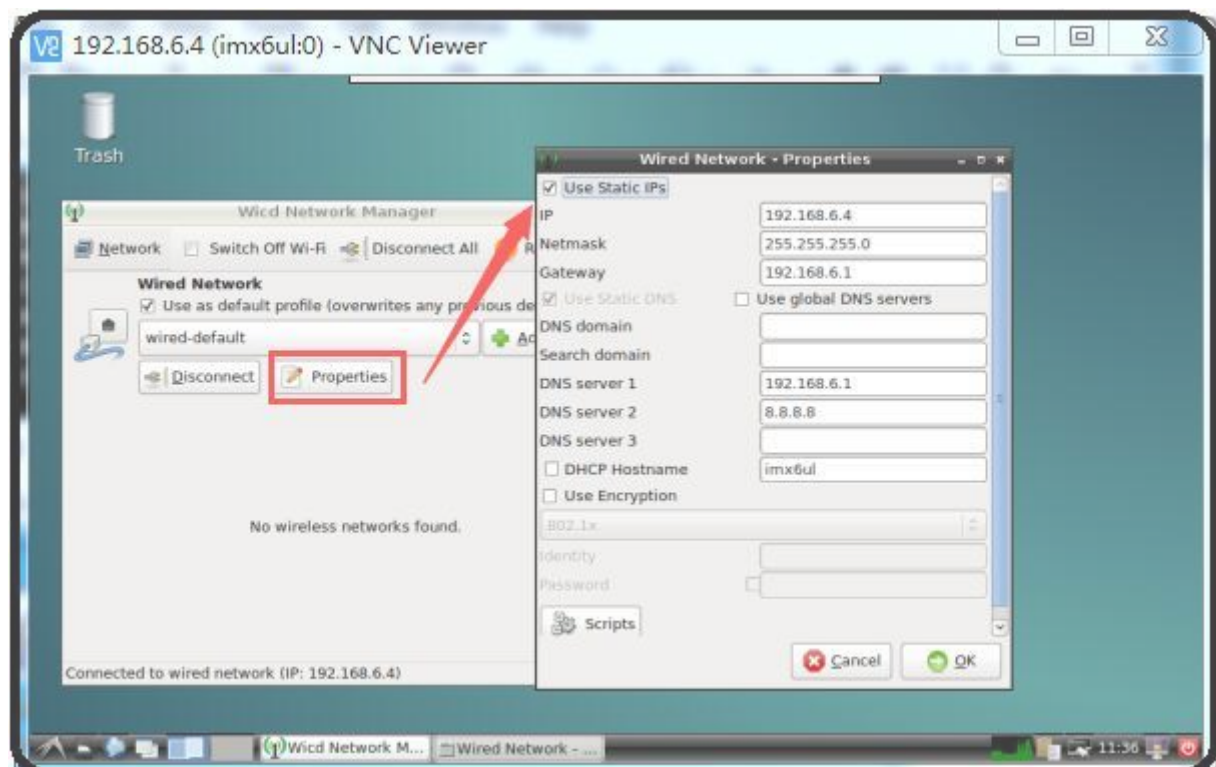 192.168.6.4 (imx6ul:0) - VNC Viewer
Trash
Wicd Network Manager
Network Switch Off Wi-Fi Disconnect All
Wired Network
Use as default profile (overwrites any previous de
wired-default
Disconnect Properties
No wireless networks found.
Connected to wired network (IP: 192.168.6.4)
Wired Network - Properties
Use Static IPs
IP 192.168.6.4
Netmask 255.255.255.0
Gateway 192.168.6.1
Use Static DNS Use global DNS servers
DNS domain
Search domain
DNS server 1 192.168.6.1
DNS server 2 8.8.8.8
DNS server 3
DHCP Hostname imx6ul
Use Encryption
802.1x
Identity
Password
Scripts
Cancel OK
Wicd Network M... Wired Network - ... 11:36